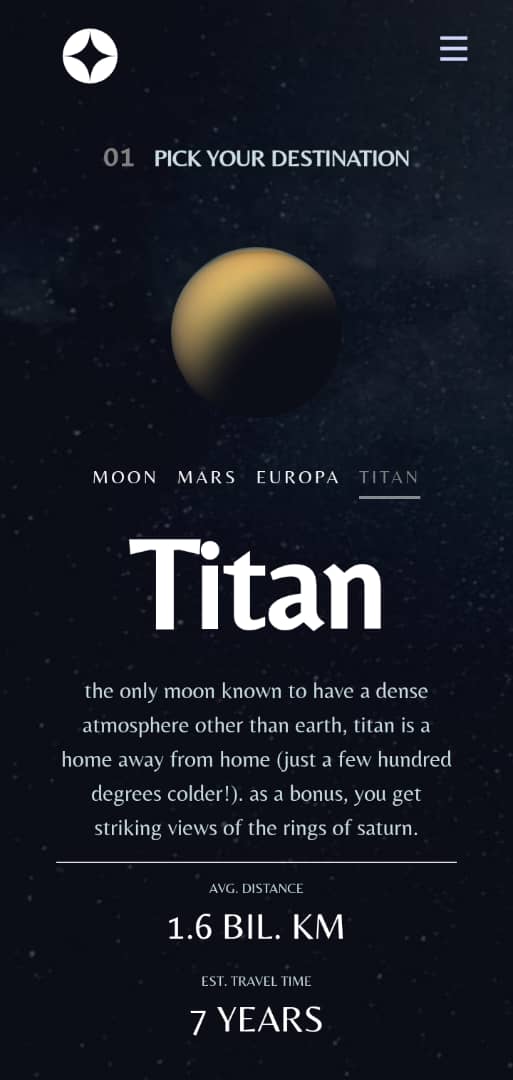 01 PICK YOUR DESTINATION
MOON MARS EUROPA TITAN
Titan
the only moon known to have a dense
atmosphere other than earth, titan is a
home away from home (just a few hundred
degrees colder!). as a bonus, you get
striking views of the rings of saturn.
AVG. DISTANCE
1.6 BIL. KM
EST. TRAVEL TIME
7 YEARS